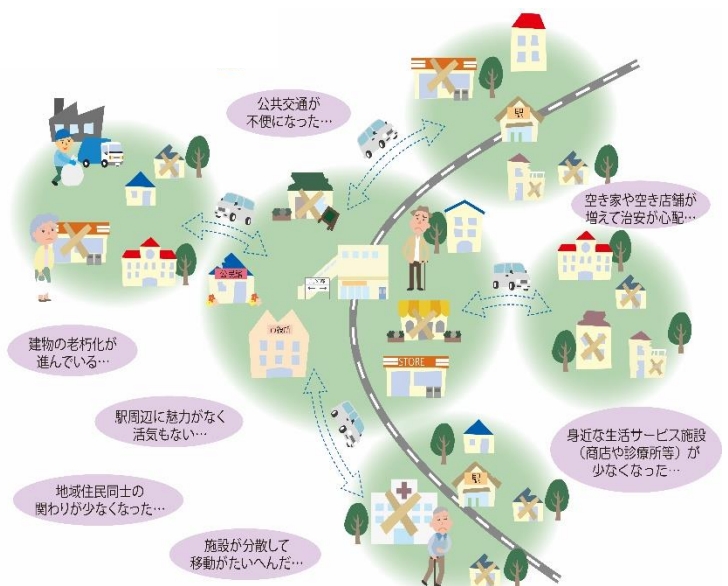 公共交通が
不便になった…
駅
空き家や空き店舗が
増えて治安が心配…
公民館
市役所
STORE
建物の老朽化が
進んでいる…
駅周辺に魅力がなく
活気もない…
身近な生活サービス施設
（商店や診療所等）が
少なくなった…
地域住民同士の
関わりが少なくなった…
駅
施設が分散して
移動がたいへんだ…